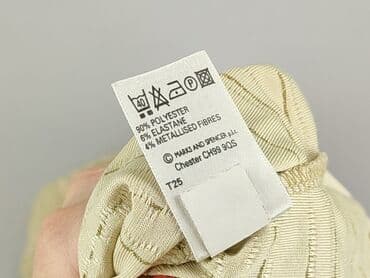 40
P
90% POLYESTER
6% ELASTANE
4% METALLISED FIBRES
© MARKS AND SPENCER p.l.c.
Chester CH99 9QS
T25